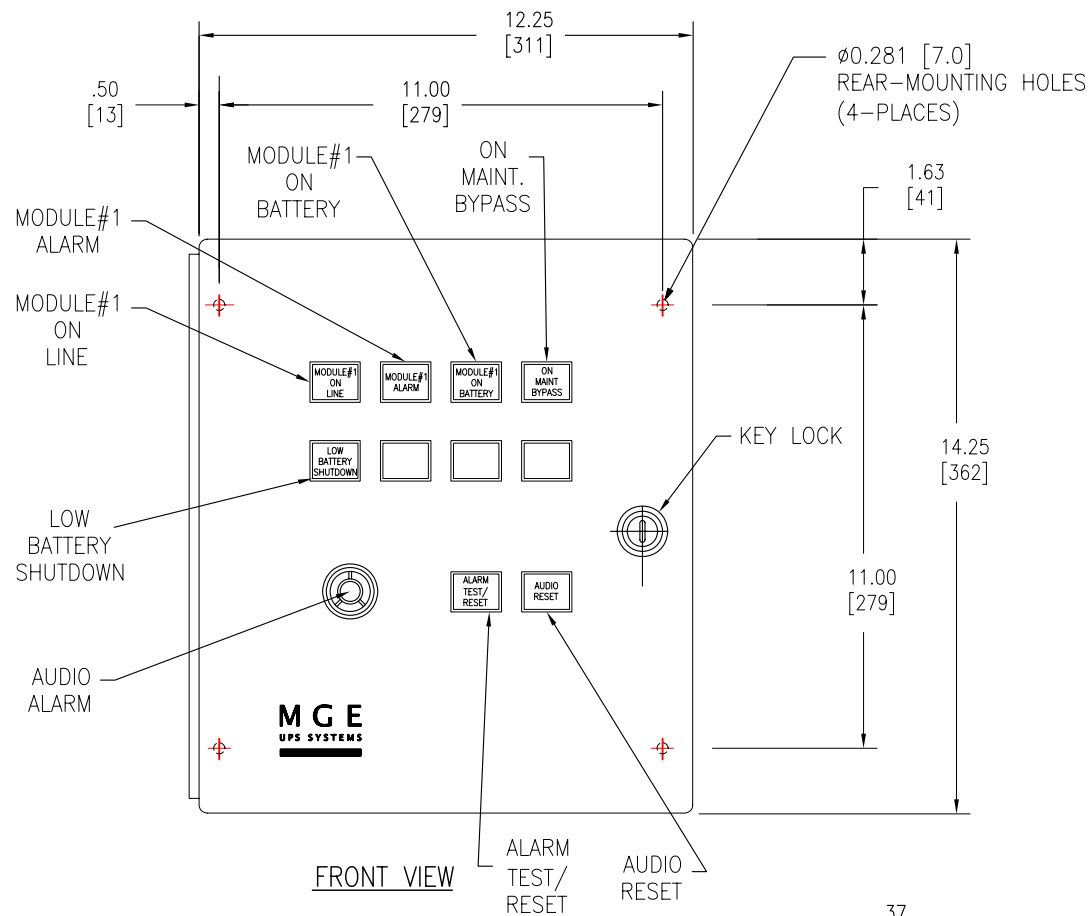 12.25
[311]
.50
[13]
11.00
[279]
Ø0.281 [7.0]
REAR-MOUNTING HOLES
(4-PLACES)
1.63
[41]
MODULE#1
ON
BATTERY
ON
MAINT.
BYPASS
MODULE#1
ALARM
MODULE#1
ON
LINE
MODULE#1
ON
LINE
MODULE#1
ALARM
MODULE#1
ON
BATTERY
ON
MAINT
BYPASS
LOW
BATTERY
SHUTDOWN
KEY LOCK
14.25
[362]
LOW
BATTERY
SHUTDOWN
11.00
[279]
ALARM
TEST/
RESET
AUDIO
RESET
AUDIO
ALARM
MGE
UPS SYSTEMS
FRONT VIEW
ALARM
TEST/
RESET
AUDIO
RESET
37